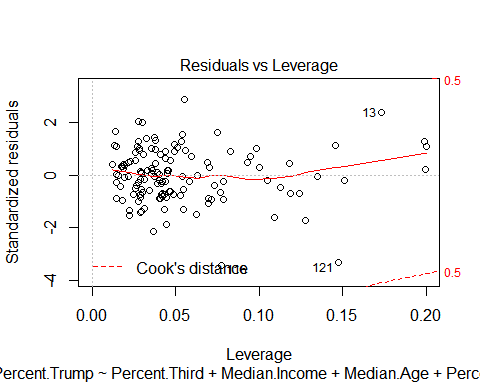 Residuals vs Leverage
Standardized residuals
2
0
-2
-4
0.5
13
121
Cook's distance
0.5
0.00
0.05
0.10
0.15
0.20
Leverage
Percent.Trump ~ Percent.Third + Median.Income + Median.Age + Perc